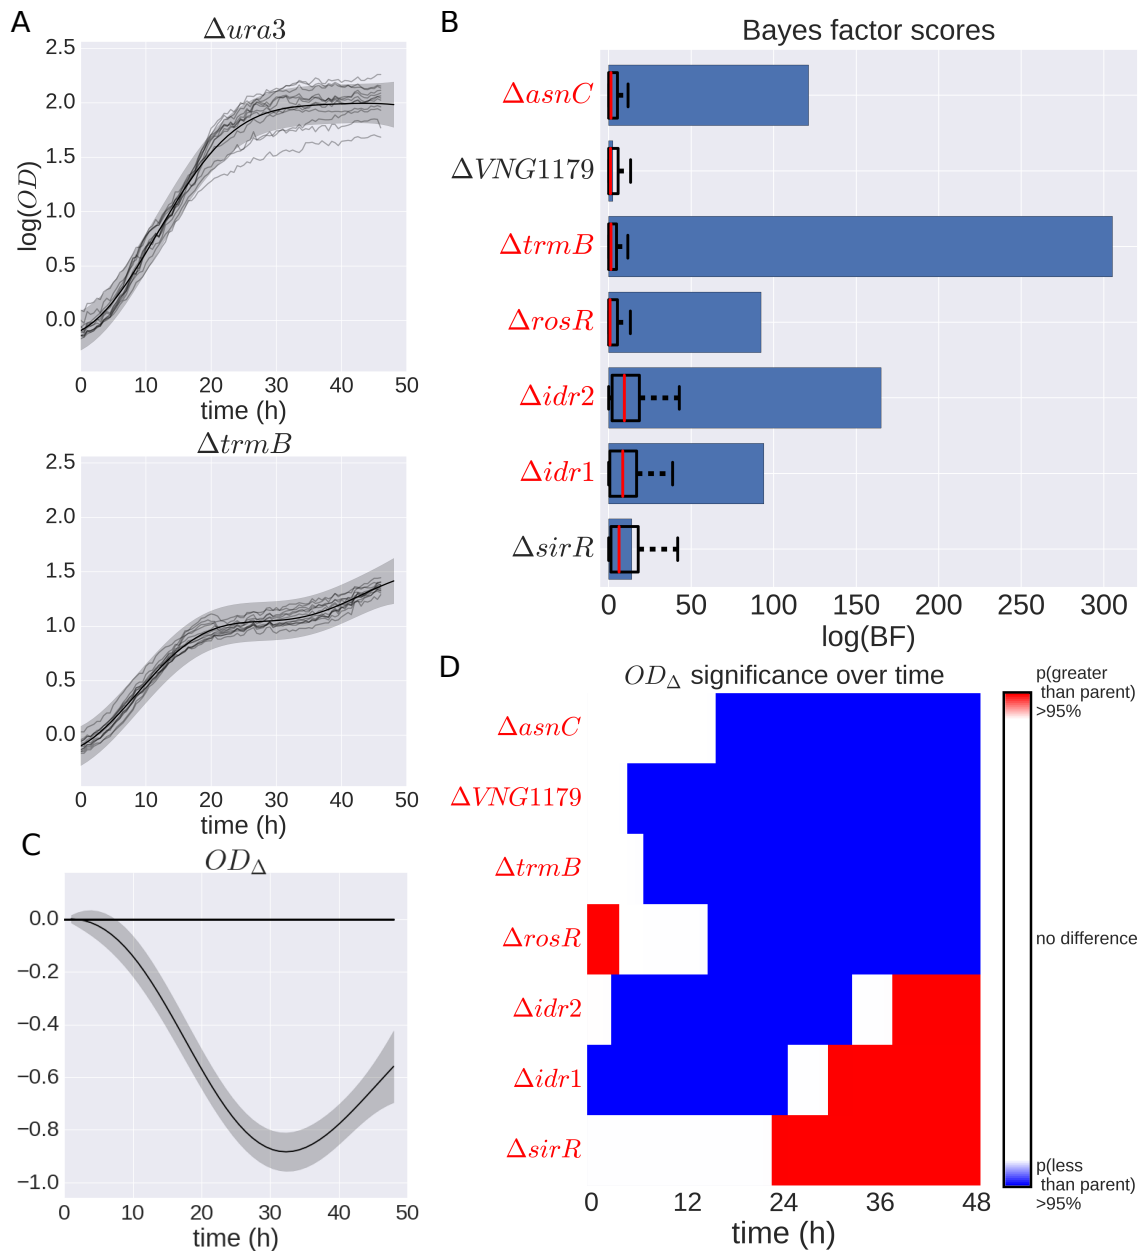 A
Δura3
2.5
2.0
1.5
1.0
0.5
0.0
log(OD)
0 10 20 30 40 50
time (h)
ΔtrmB
2.5
2.0
1.5
1.0
0.5
0.0
0 10 20 30 40 50
time (h)
B
Bayes factor scores
ΔasnC
ΔVNG1179
ΔtrmB
ΔrosR
Δidr2
Δidr1
ΔsirR
0 50 100 150 200 250 300
log(BF)
C
OD_Δ
0.0
−0.2
−0.4
−0.6
−0.8
−1.0
0 10 20 30 40 50
time (h)
D
OD_Δ significance over time
ΔasnC
ΔVNG1179
ΔtrmB
ΔrosR
Δidr2
Δidr1
ΔsirR
0 12 24 36 48
time (h)
p(greater
than parent)
>95%
no difference
p(less
than parent)
>95%